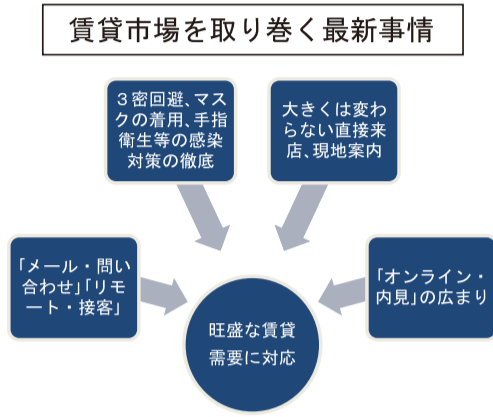 賃貸市場を取り巻く最新事情
３密回避、マス
クの着用、手指
衛生等の感染
対策の徹底
大きくは変わ
らない直接来
店、現地案内
「メール・問い
合わせ」「リモ
ート・接客」
「オンライン・
内見」の広まり
旺盛な賃貸
需要に対応